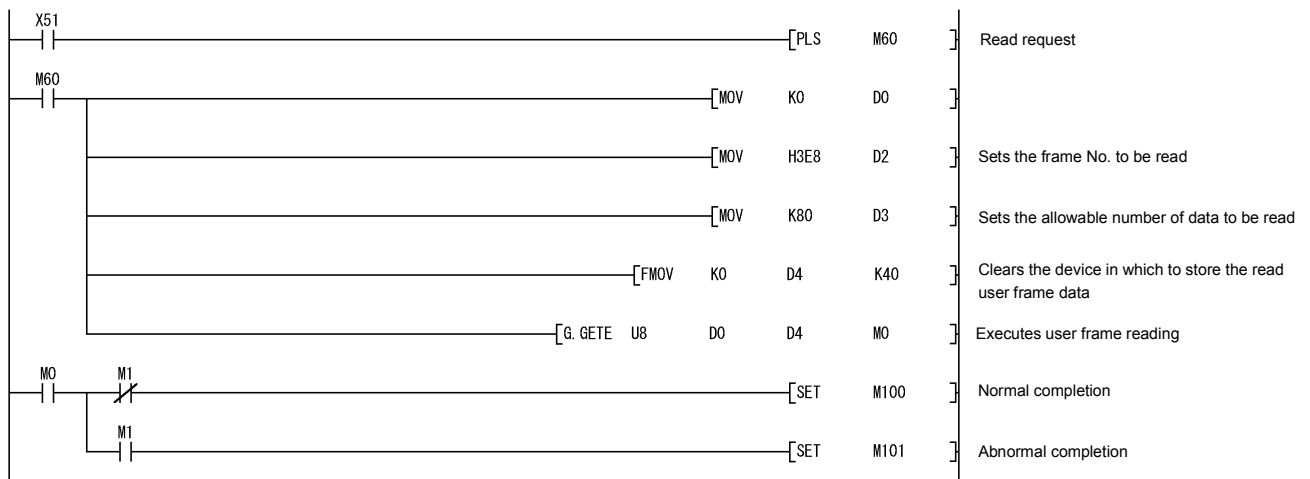 X51
[PLS M60 ] Read request
M60
[MOV K0 D0 ]
[MOV H3E8 D2 ] Sets the frame No. to be read
[MOV K80 D3 ] Sets the allowable number of data to be read
[FMOV K0 D4 K40 ] Clears the device in which to store the read
user frame data
[G. GETE U8 D0 D4 M0 ] Executes user frame reading
M0 M1
[SET M100 ] Normal completion
M1
[SET M101 ] Abnormal completion